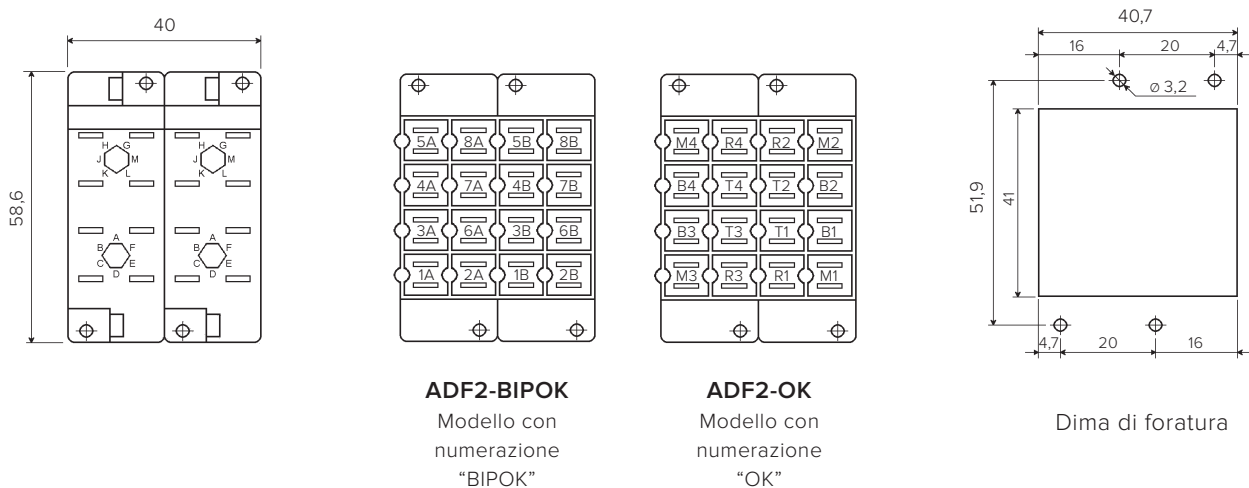 40
58,6
H G
J M
K L
A
B F
C E
D
H G
J M
K L
A
B F
C E
D
5A 8A 5B 8B
4A 7A 4B 7B
3A 6A 3B 6B
1A 2A 1B 2B
ADF2-BIPOK
Modello con
numerazione
“BIPOK”
M4 R4 R2 M2
B4 T4 T2 B2
B3 T3 T1 B1
M3 R3 R1 M1
ADF2-OK
Modello con
numerazione
“OK”
40,7
16 20 4,7
ø 3,2
51,9
41
4,7 20 16
Dima di foratura